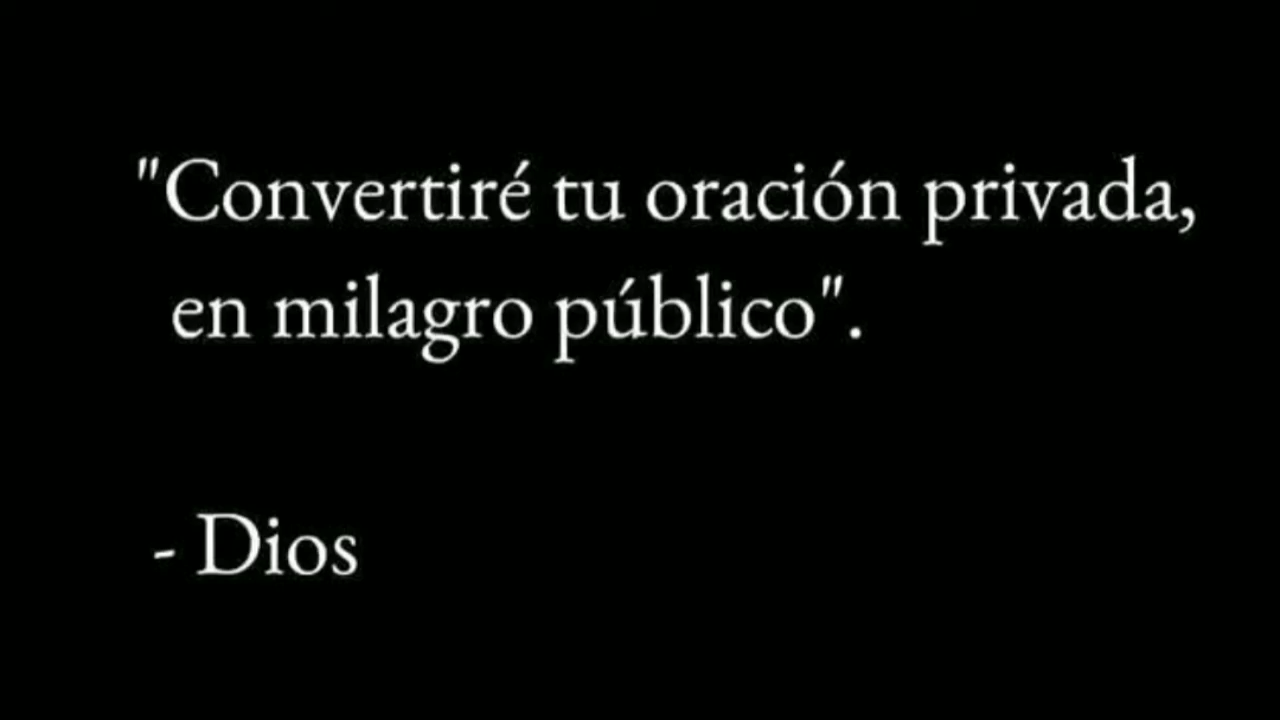 "Convertiré tu oración privada,
en milagro público".
- Dios